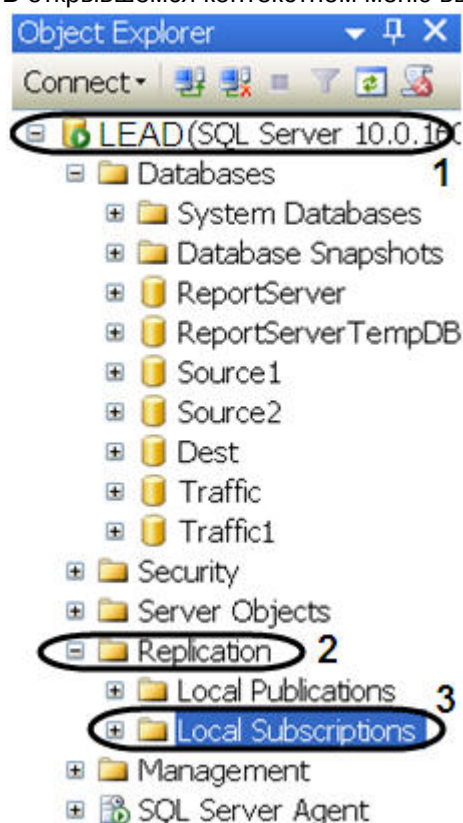 Object Explorer
Connect
LEAD (SQL Server 10.0.160
1
Databases
System Databases
Database Snapshots
ReportServer
ReportServerTempDB
Source1
Source2
Dest
Traffic
Traffic1
Security
Server Objects
Replication 2
Local Publications
3
Local Subscriptions
Management
SQL Server Agent